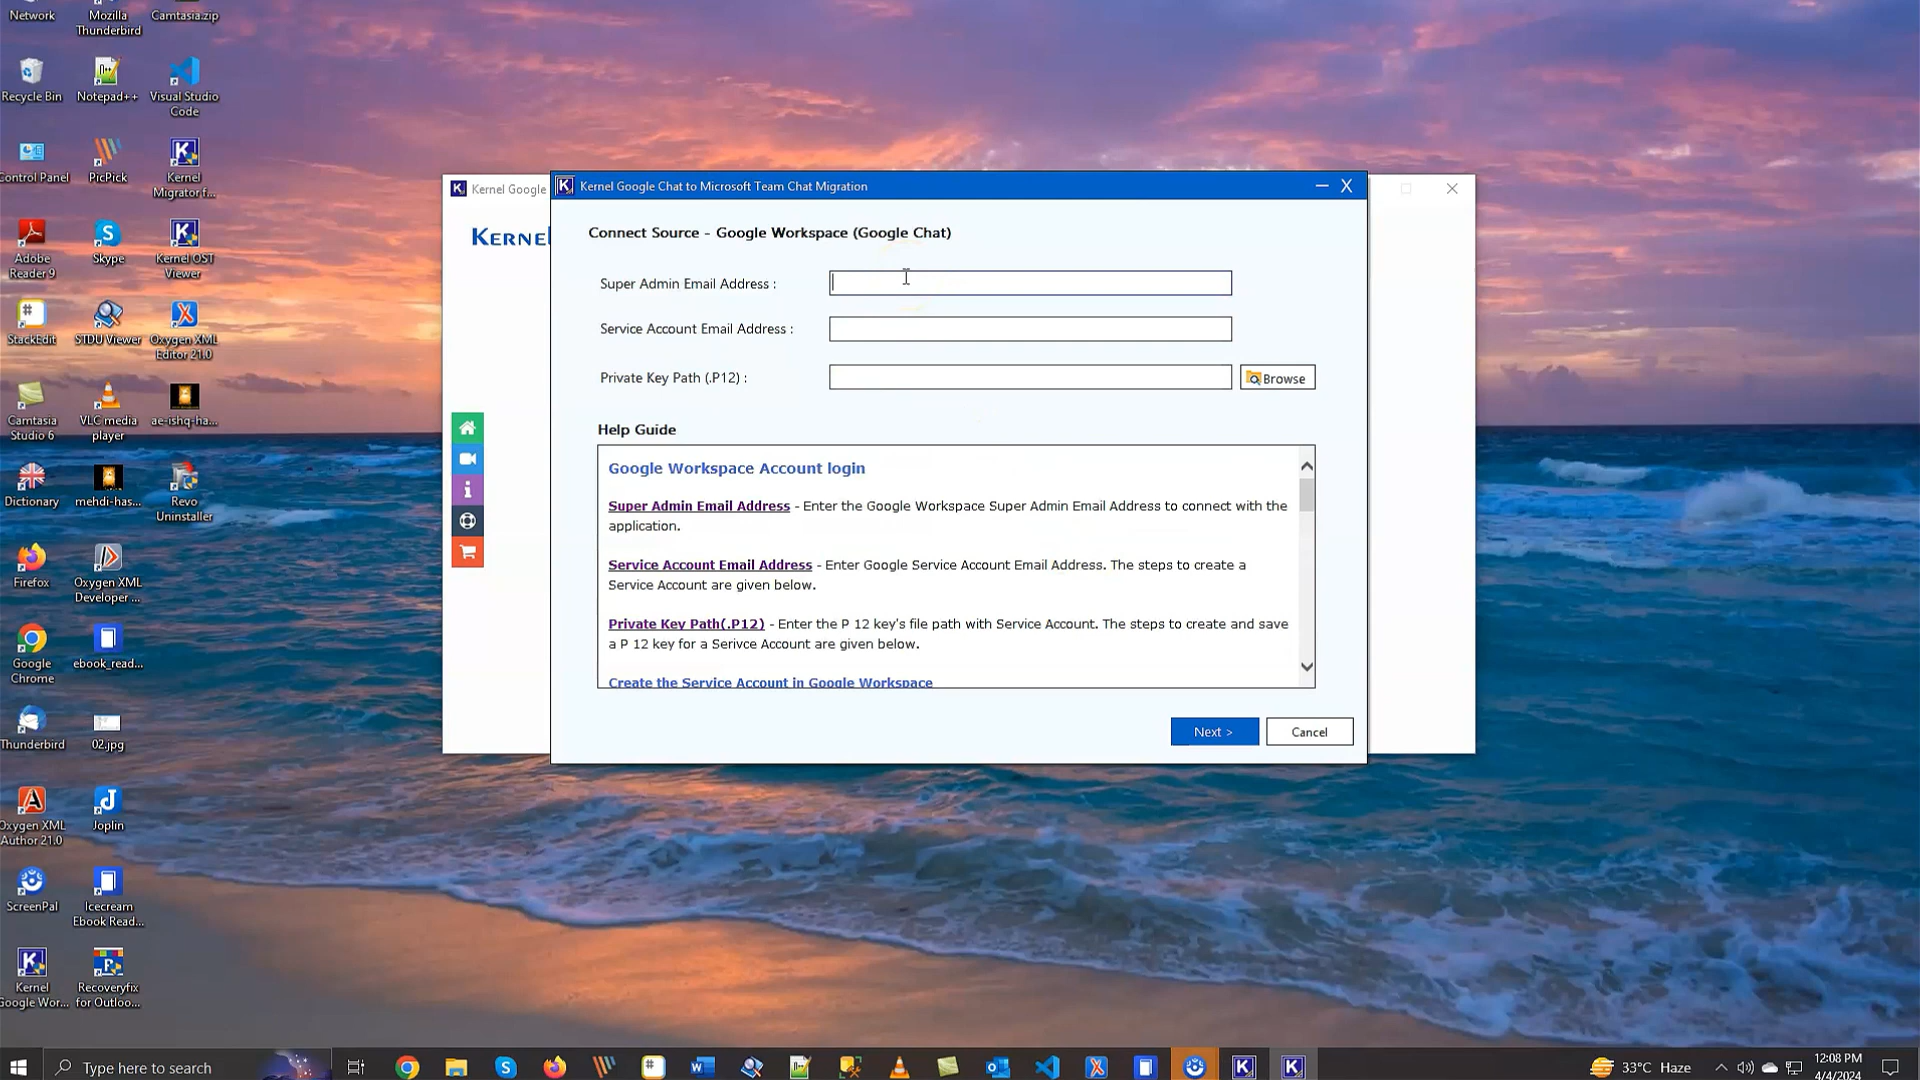 Network
Mozilla
Thunderbird
Camtasia.zip
Recycle Bin
Notepad++
Visual Studio
Code
Control Panel
PicPick
Kernel
Migrator f...
Adobe
Reader 9
Skype
Kernel OST
Viewer
StackEdit
STDU Viewer
Oxygen XML
Editor 21.0
Camtasia
Studio 6
VLC media
player
ae-ishq-ha...
Dictionary
mehdi-has...
Revo
Uninstaller
Firefox
Oxygen XML
Developer ...
Google
Chrome
ebook_read...
Thunderbird
02.jpg
Oxygen XML
Author 21.0
Joplin
ScreenPal
Icecream
Ebook Read...
Kernel
Google Wor...
Recoveryfix
for Outloo...
Kernel Google
Kernel
Kernel Google Chat to Microsoft Team Chat Migration
Connect Source - Google Workspace (Google Chat)
Super Admin Email Address :
Service Account Email Address :
Private Key Path (.P12) :
Browse
Help Guide
Google Workspace Account login
Super Admin Email Address - Enter the Google Workspace Super Admin Email Address to connect with the
application.
Service Account Email Address - Enter Google Service Account Email Address. The steps to create a
Service Account are given below.
Private Key Path(.P12) - Enter the P 12 key's file path with Service Account. The steps to create and save
a P 12 key for a Serivce Account are given below.
Create the Service Account in Google Workspace
Next >
Cancel
Type here to search
33°C Haze
12:08 PM
4/4/2024